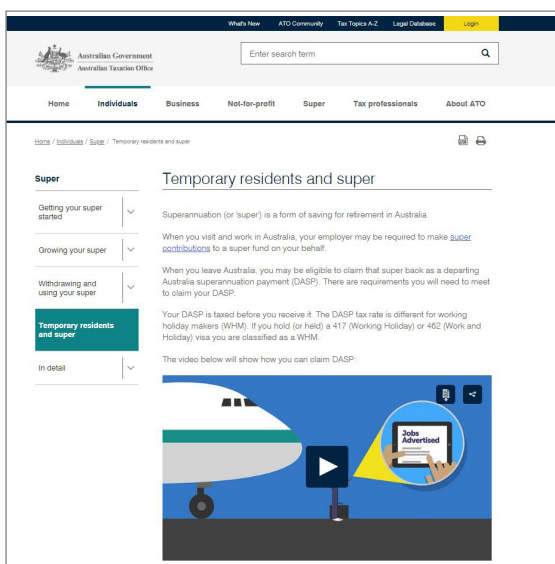 What's New ATO Community Tax Topics A-Z Legal Database Login
Australian Government
Australian Taxation Office
Enter search term
Home Individuals Business Not-for-profit Super Tax professionals About ATO
Home / Individuals / Super / Temporary residents and super
Super
Getting your super
started
Growing your super
Withdrawing and
using your super
Temporary residents
and super
In detail
Temporary residents and super
Superannuation (or 'super') is a form of saving for retirement in Australia.
When you visit and work in Australia, your employer may be required to make super
contributions to a super fund on your behalf.
When you leave Australia, you may be eligible to claim that super back as a departing
Australia superannuation payment (DASP). There are requirements you will need to meet
to claim your DASP.
Your DASP is taxed before you receive it. The DASP tax rate is different for working
holiday makers (WHM). If you hold (or held) a 417 (Working Holiday) or 462 (Work and
Holiday) visa you are classified as a WHM.
The video below will show how you can claim DASP:
Jobs
Advertised